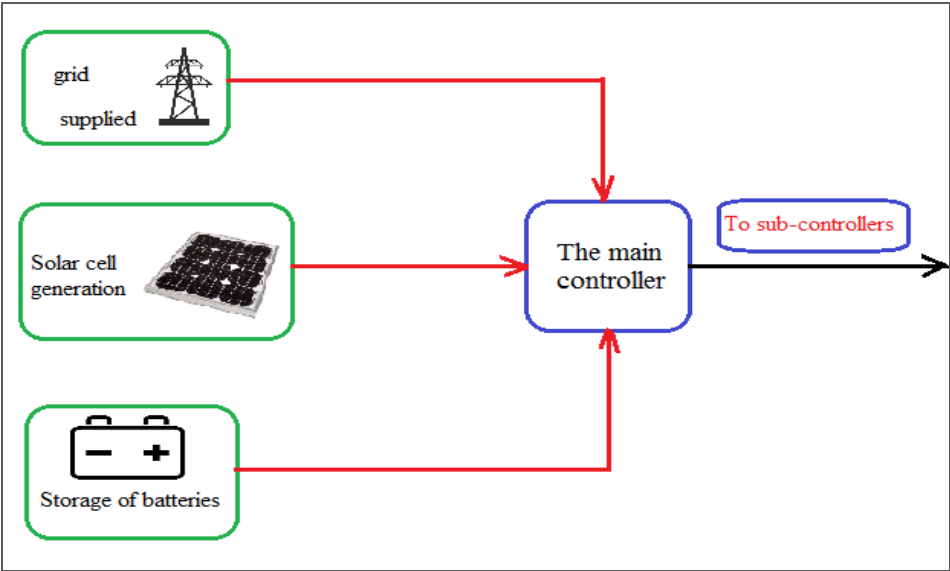 grid
supplied
Solar cell
generation
Storage of batteries
The main
controller
To sub-controllers